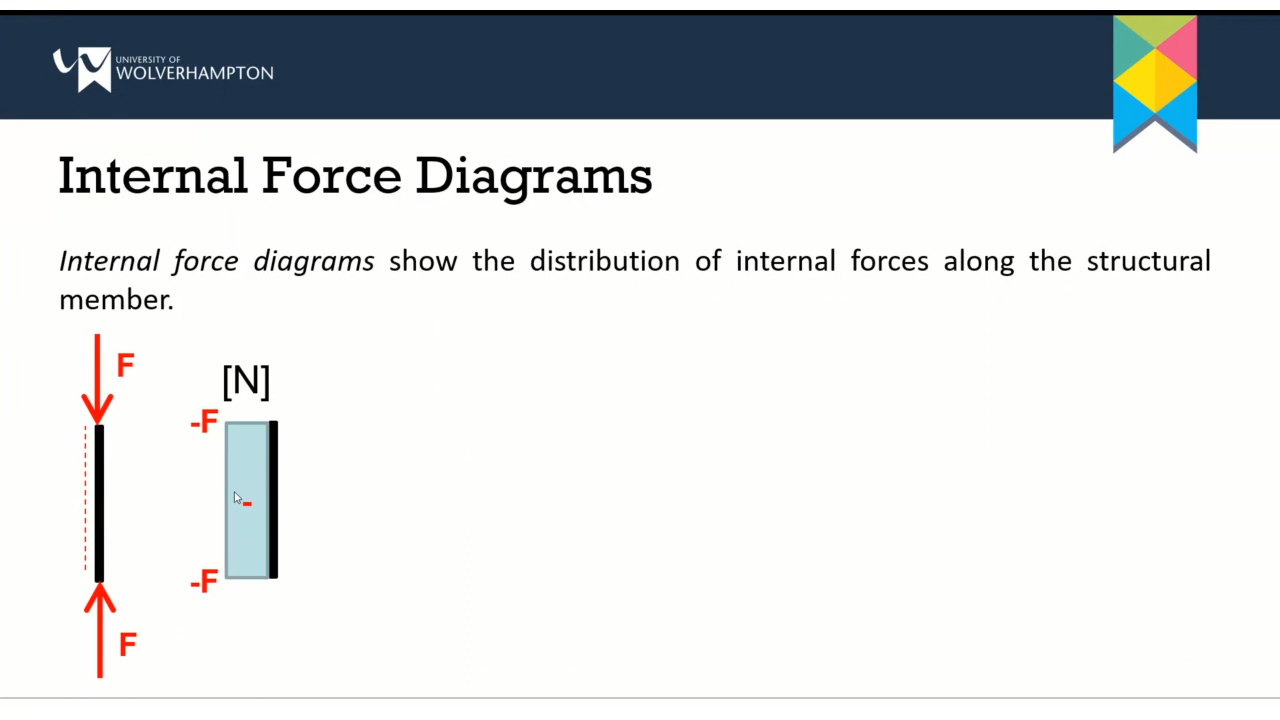 UNIVERSITY OF
WOLVERHAMPTON
Internal Force Diagrams
Internal force diagrams show the distribution of internal forces along the structural
member.
F
[N]
-F
-
-F
F